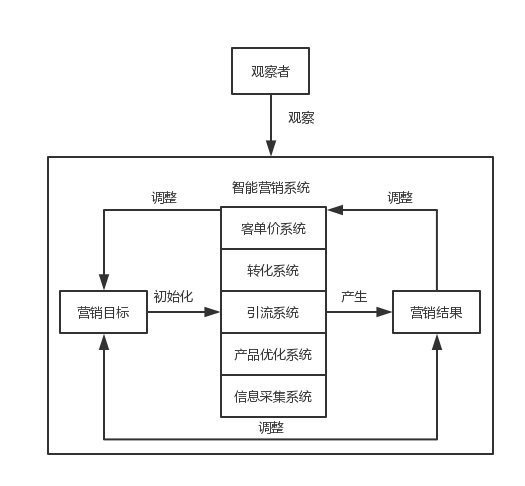 观察者
观察
智能营销系统
调整
调整
客单价系统
转化系统
营销目标
初始化
引流系统
产生
营销结果
产品优化系统
信息采集系统
调整